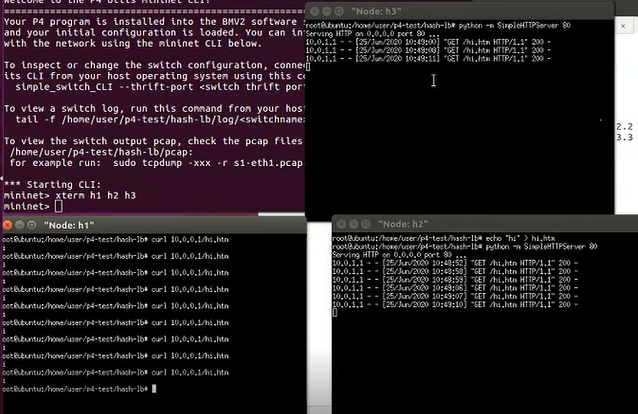 Welcome to the P4 bits Mininet CLI!
Your P4 program is installed into the BMV2 software
and your initial configuration is loaded. You can i
with the network using the mininet CLI below.
To inspect or change the switch configuration, conne
its CLI from your host operating system using this co
simple_switch_CLI --thrift-port <switch thrift port
To view a switch log, run this command from your host
tail -f /home/user/p4-test/hash-lb/log/<switchname>
To view the switch output pcap, check the pcap files
/home/user/p4-test/hash-lb/pcap:
for example run: sudo tcpdump -xxx -r s1-eth1.pcap
*** Starting CLI:
mininet> xterm h1 h2 h3
mininet>
"Node: h3"
root@ubuntu:/home/user/p4-test/hash-lb# python -m SimpleHTTPServer 80
Serving HTTP on 0.0.0.0 port 80 ...
10.0.1.1 - - [25/Jun/2020 10:49:00] "GET /hi.htm HTTP/1.1" 200 -
10.0.1.1 - - [25/Jun/2020 10:49:08] "GET /hi.htm HTTP/1.1" 200 -
10.0.1.1 - - [25/Jun/2020 10:49:11] "GET /hi.htm HTTP/1.1" 200 -
2.2
3.3
"Node: h1"
oot@ubuntu:/home/user/p4-test/hash-lb# curl 10.0.0.1/hi.htm
i
oot@ubuntu:/home/user/p4-test/hash-lb# curl 10.0.0.1/hi.htm
i
oot@ubuntu:/home/user/p4-test/hash-lb# curl 10.0.0.1/hi.htm
i
oot@ubuntu:/home/user/p4-test/hash-lb# curl 10.0.0.1/hi.htm
i
oot@ubuntu:/home/user/p4-test/hash-lb# curl 10.0.0.1/hi.htm
i
oot@ubuntu:/home/user/p4-test/hash-lb# curl 10.0.0.1/hi.htm
i
oot@ubuntu:/home/user/p4-test/hash-lb# curl 10.0.0.1/hi.htm
i
oot@ubuntu:/home/user/p4-test/hash-lb# curl 10.0.0.1/hi.htm
i
oot@ubuntu:/home/user/p4-test/hash-lb# curl 10.0.0.1/hi.htm
i
oot@ubuntu:/home/user/p4-test/hash-lb#
"Node: h2"
root@ubuntu:/home/user/p4-test/hash-lb# echo "hi" > hi.htm
root@ubuntu:/home/user/p4-test/hash-lb# python -m SimpleHTTPServer 80
Serving HTTP on 0.0.0.0 port 80 ...
10.0.1.1 - - [25/Jun/2020 10:48:52] "GET /hi.htm HTTP/1.1" 200 -
10.0.1.1 - - [25/Jun/2020 10:48:58] "GET /hi.htm HTTP/1.1" 200 -
10.0.1.1 - - [25/Jun/2020 10:48:59] "GET /hi.htm HTTP/1.1" 200 -
10.0.1.1 - - [25/Jun/2020 10:49:06] "GET /hi.htm HTTP/1.1" 200 -
10.0.1.1 - - [25/Jun/2020 10:49:07] "GET /hi.htm HTTP/1.1" 200 -
10.0.1.1 - - [25/Jun/2020 10:49:10] "GET /hi.htm HTTP/1.1" 200 -